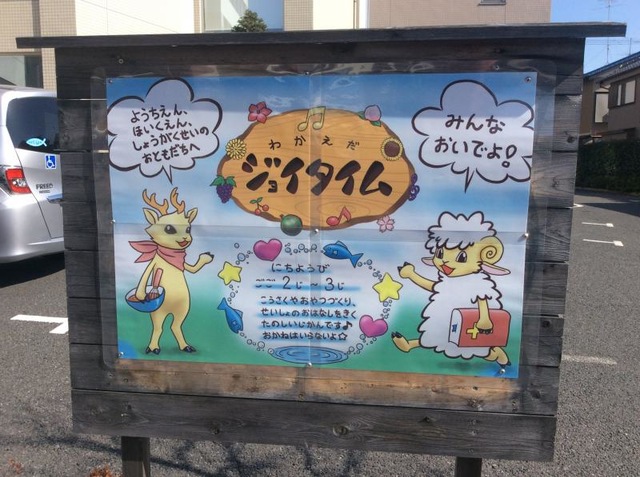 ようちえん、
ほいくえん、
しょうがくせいの
おともだちへ
みんな
おいでよ!
わかえだ
ジョイタイム
にちようび
ごご2じ~3じ
こうさくやおやつづくり、
せいしょのおはなしをきく
たのしいじかんです♪
おかねはいらないよ☆
FREED